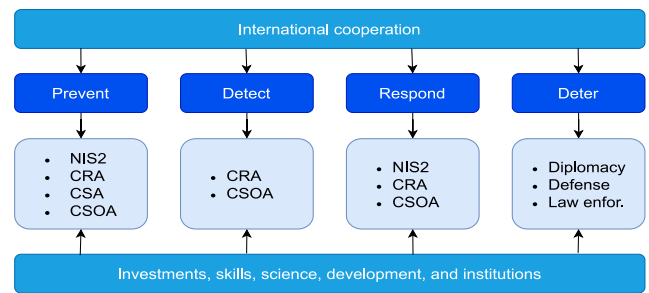 International cooperation
Prevent
Detect
Respond
Deter
• NIS2
• CRA
• CSA
• CSOA
• CRA
• CSOA
• NIS2
• CRA
• CSOA
• Diplomacy
• Defense
• Law enfor.
Investments, skills, science, development, and institutions